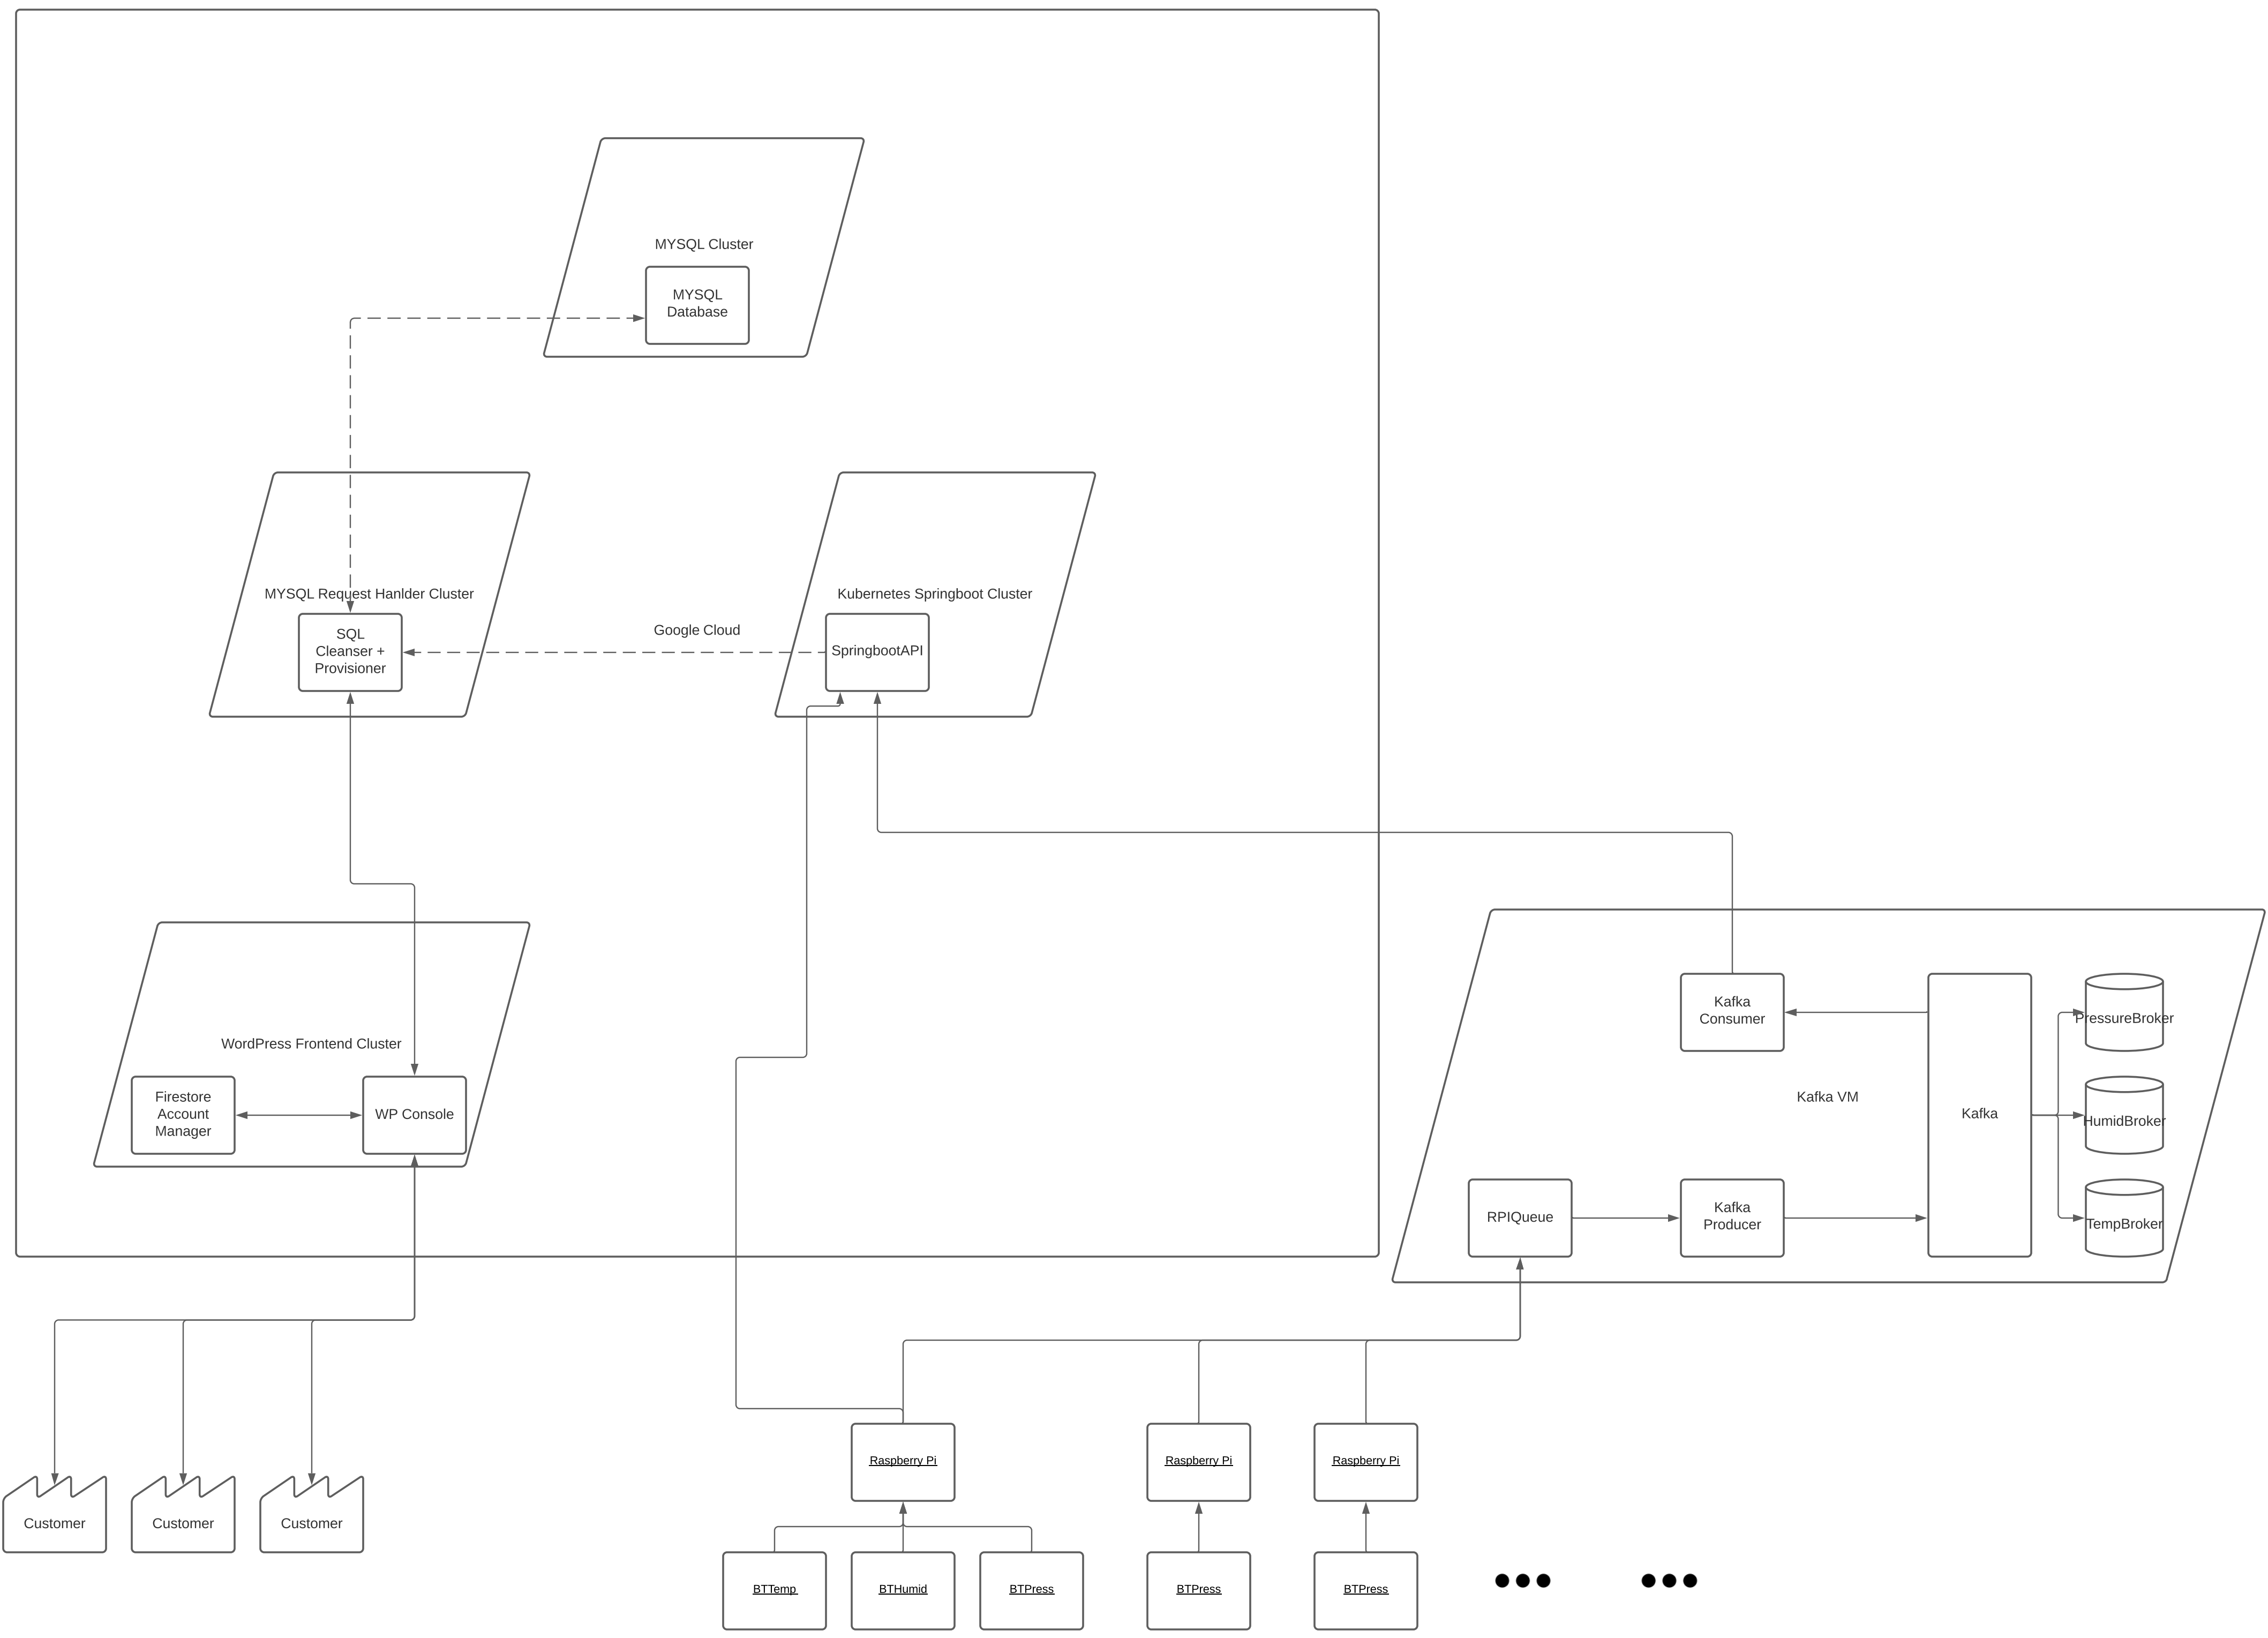 MYSQL Cluster
MYSQL
Database
MYSQL Request Hanlder Cluster
SQL
Cleanser +
Provisioner
Google Cloud
Kubernetes Springboot Cluster
SpringbootAPI
WordPress Frontend Cluster
Firestore
Account
Manager
WP Console
Kafka
Consumer
Kafka VM
Kafka
PressureBroker
HumidBroker
TempBroker
RPIQueue
Kafka
Producer
Customer
Customer
Customer
Raspberry Pi
Raspberry Pi
Raspberry Pi
BTTemp
BTHumid
BTPress
BTPress
BTPress